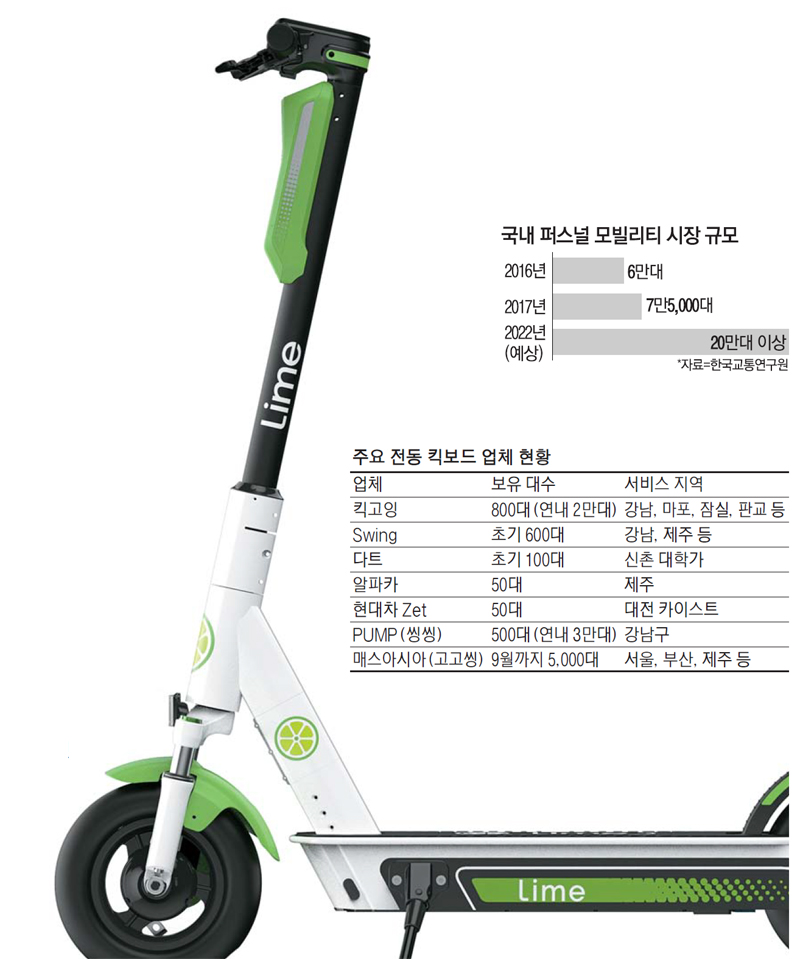 국내 퍼스널 모빌리티 시장 규모
2016년 6만대
2017년 7만5,000대
2022년
(예상) 20만대 이상
*자료=한국교통연구원
Lime
주요 전동 킥보드 업체 현황
업체 보유 대수 서비스 지역
킥고잉 800대(연내 2만대) 강남, 마포, 잠실, 판교 등
Swing 초기 600대 강남, 제주 등
다트 초기 100대 신촌 대학가
알파카 50대 제주
현대차 Zet 50대 대전 카이스트
PUMP(씽씽) 500대(연내 3만대) 강남구
매스아시아(고고씽) 9월까지 5,000대 서울, 부산, 제주 등
Lime